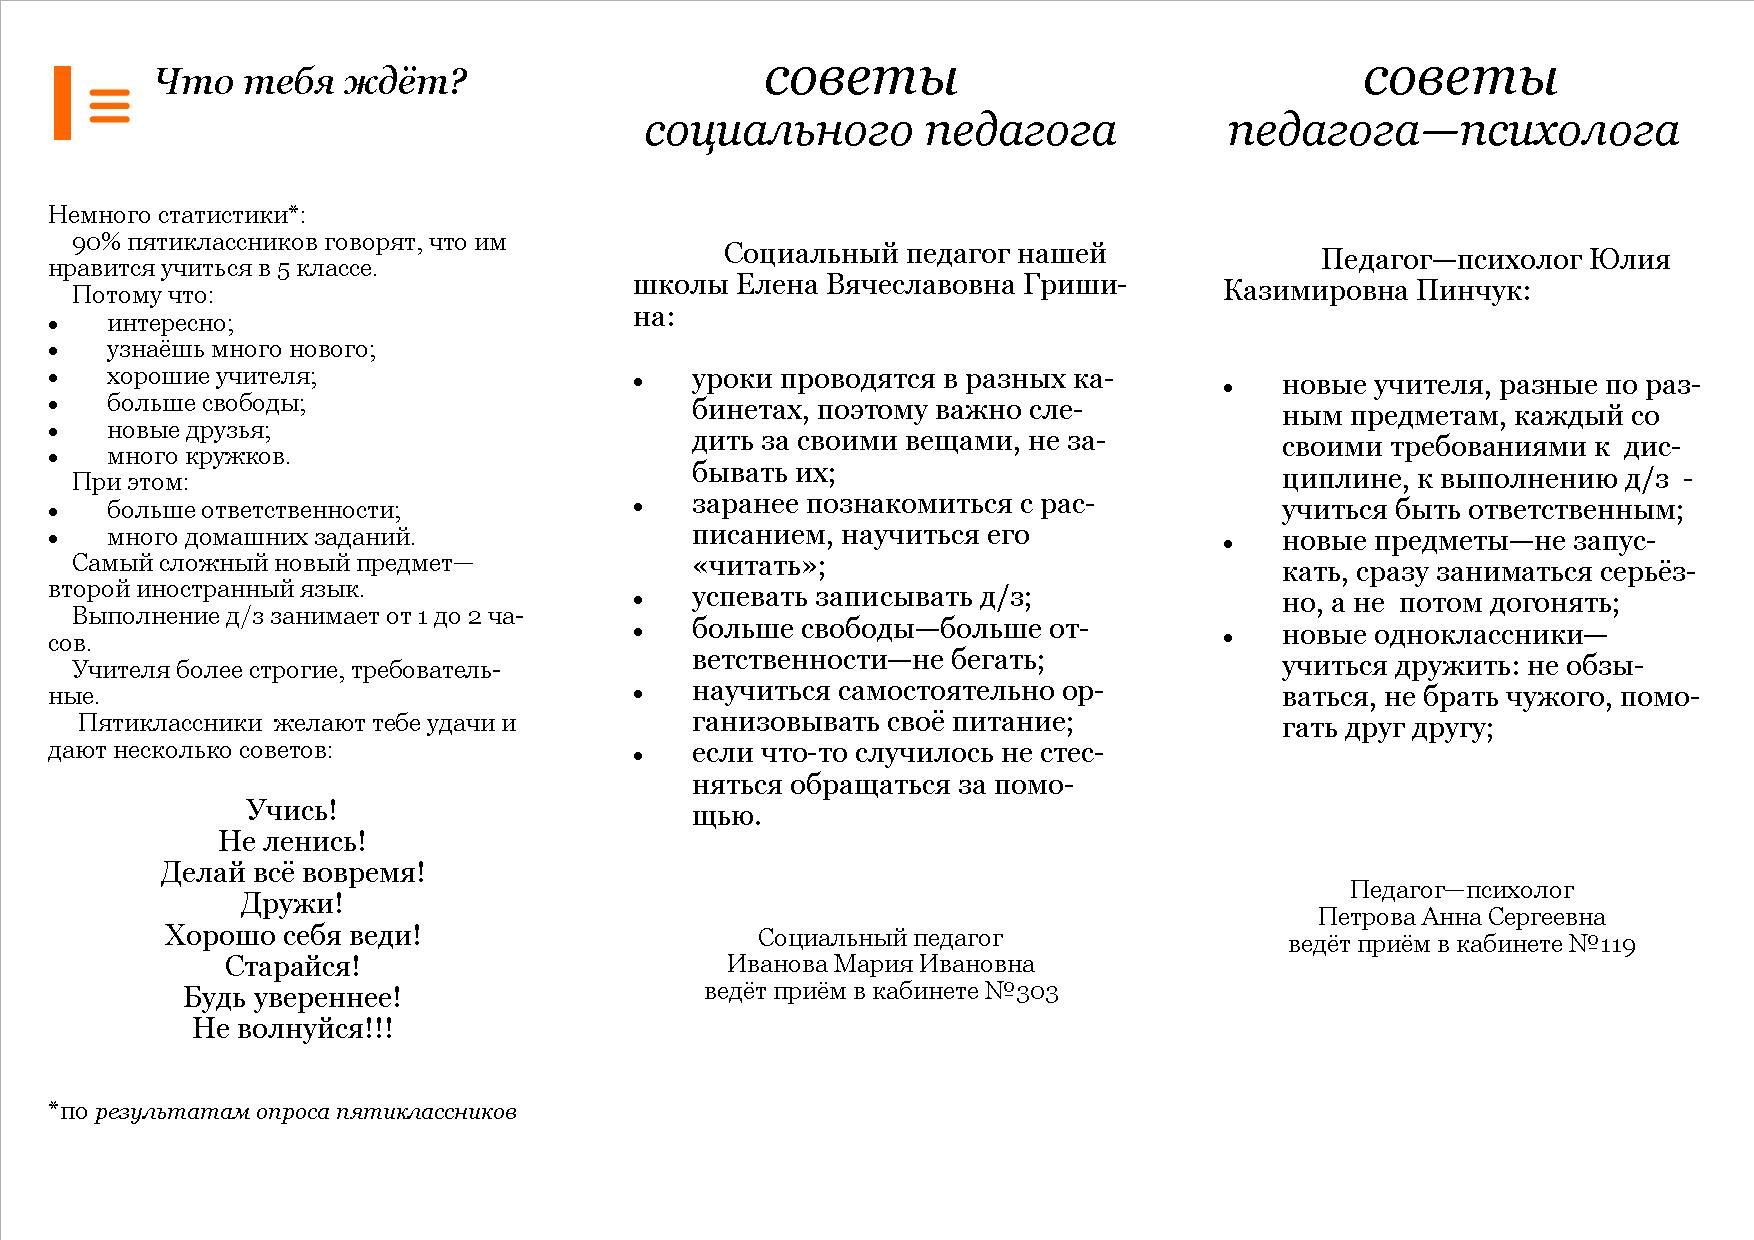 Что тебя ждёт?
Немного статистики*:
90% пятиклассников говорят, что им
нравится учиться в 5 классе.
Потому что:
• интересно;
• узнаёшь много нового;
• хорошие учителя;
• больше свободы;
• новые друзья;
• много кружков.
При этом:
• больше ответственности;
• много домашних заданий.
Самый сложный новый предмет—
второй иностранный язык.
Выполнение д/з занимает от 1 до 2 ча-
сов.
Учителя более строгие, требователь-
ные.
Пятиклассники  желают тебе удачи и
дают несколько советов:
Учись!
Не ленись!
Делай всё вовремя!
Дружи!
Хорошо себя веди!
Старайся!
Будь увереннее!
Не волнуйся!!!
*по результатам опроса пятиклассников
советы
социального педагога
Социальный педагог нашей
школы Елена Вячеславовна Гриши-
на:
• уроки проводятся в разных ка-
бинетах, поэтому важно сле-
дить за своими вещами, не за-
бывать их;
• заранее познакомиться с рас-
писанием, научиться его
«читать»;
• успевать записывать д/з;
• больше свободы—больше от-
ветственности—не бегать;
• научиться самостоятельно ор-
ганизовывать своё питание;
• если что-то случилось не стес-
няться обращаться за помо-
щью.
Социальный педагог
Иванова Мария Ивановна
ведёт приём в кабинете №303
советы
педагога—психолога
Педагог—психолог Юлия
Казимировна Пинчук:
• новые учителя, разные по раз-
ным предметам, каждый со
своими требованиями к  дис-
циплине, к выполнению д/з  -
учиться быть ответственным;
• новые предметы—не запус-
кать, сразу заниматься серьёз-
но, а не  потом догонять;
• новые одноклассники—
учиться дружить: не обзы-
ваться, не брать чужого, помо-
гать друг другу;
Педагог—психолог
Петрова Анна Сергеевна
ведёт приём в кабинете №119